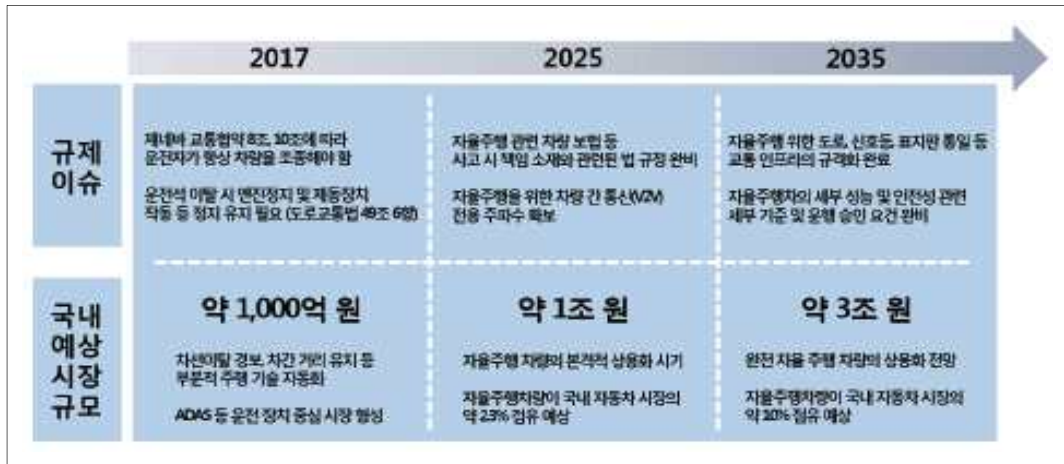 2017
2025
2035
규제
이슈
제네바 교통협약 8조, 10조에 따라
운전자가 항상 차량을 조종해야 함
운전석 이탈 시 엔진정지 및 제동장치
작동 등 정지 유지 필요 (도로교통법 49조 6항)
자율주행 관련 차량 보험 등
사고 시 책임 소재와 관련된 법 규정 완비
자율주행을 위한 차량 간 통신(V2V)
전용 주파수 확보
자율주행 위한 도로, 신호등, 표지판 통일 등
교통 인프라의 규격화 완료
자율주행차의 세부 성능 및 안전성 관련
세부 기준 및 운행 승인 요건 완비
국내
예상
시장
규모
약 1,000억 원
차선이탈 경보, 차간 거리 유지 등
부분적 주행 기술 자동화
ADAS 등 운전 장치 중심 시장 형성
약 1조 원
자율주행 차량의 본격적 상용화 시기
자율주행차량이 국내 자동차 시장의
약 23% 점유 예상
약 3조 원
완전 자율 주행 차량의 상용화 전망
자율주행차량이 국내 자동차 시장의
약 10% 점유 예상